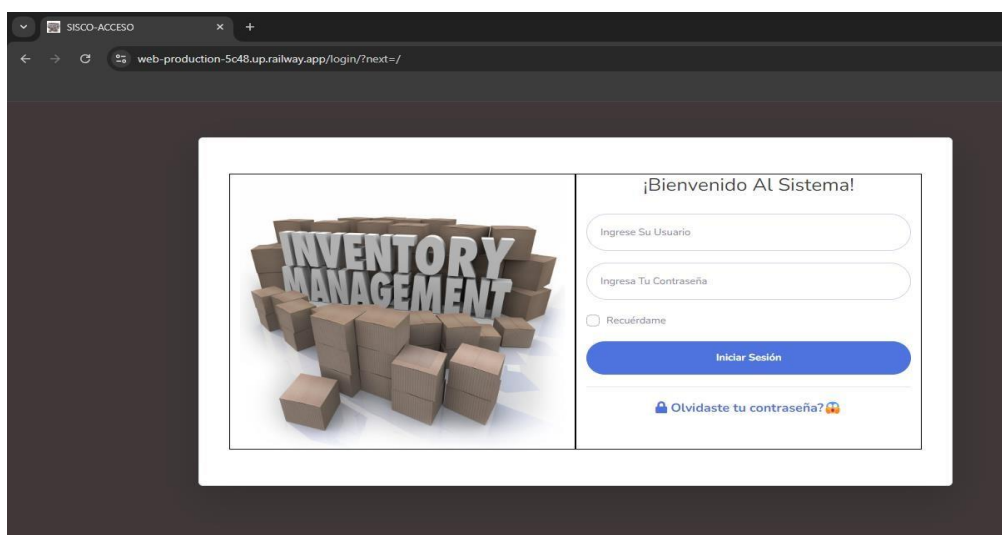 SISCO-ACCESO
web-production-5c48.up.railway.app/login/?next=/
INVENTORY
MANAGEMENT
¡Bienvenido Al Sistema!
Ingrese Su Usuario
Ingresa Tu Contraseña
Recuérdame
Iniciar Sesión
Olvidaste tu contraseña?😱